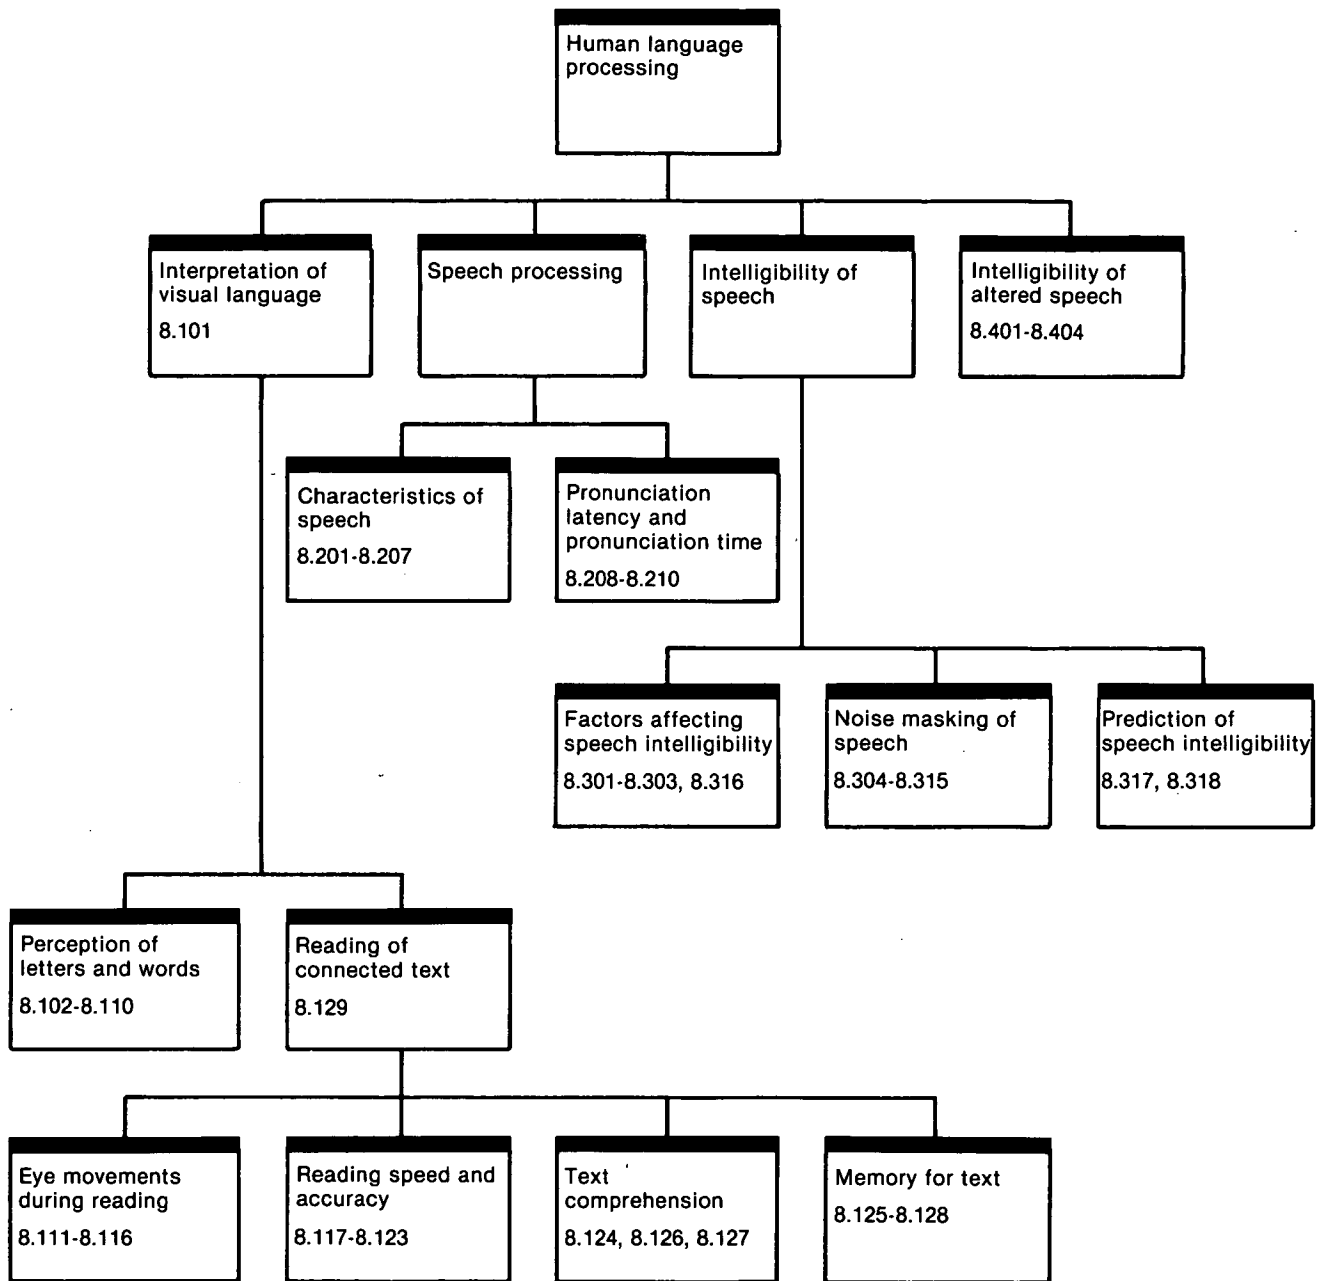 Human language
processing
Interpretation of
visual language
8.101
Speech processing
Intelligibility of
speech
Intelligibility of
altered speech
8.401-8.404
Characteristics of
speech
8.201-8.207
Pronunciation
latency and
pronunciation time
8.208-8.210
Factors affecting
speech intelligibility
8.301-8.303, 8.316
Noise masking of
speech
8.304-8.315
Prediction of
speech intelligibility
8.317, 8.318
Perception of
letters and words
8.102-8.110
Reading of
connected text
8.129
Eye movements
during reading
8.111-8.116
Reading speed and
accuracy
8.117-8.123
Text
comprehension
8.124, 8.126, 8.127
Memory for text
8.125-8.128